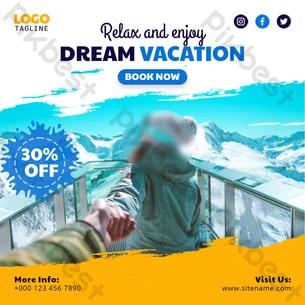 LOGO
TAGLINE
Relax and enjoy
DREAM VACATION
BOOK NOW
30%
OFF
More Info:
+000 123 456 7890
Visit Us:
www.sitename.com
pikbest